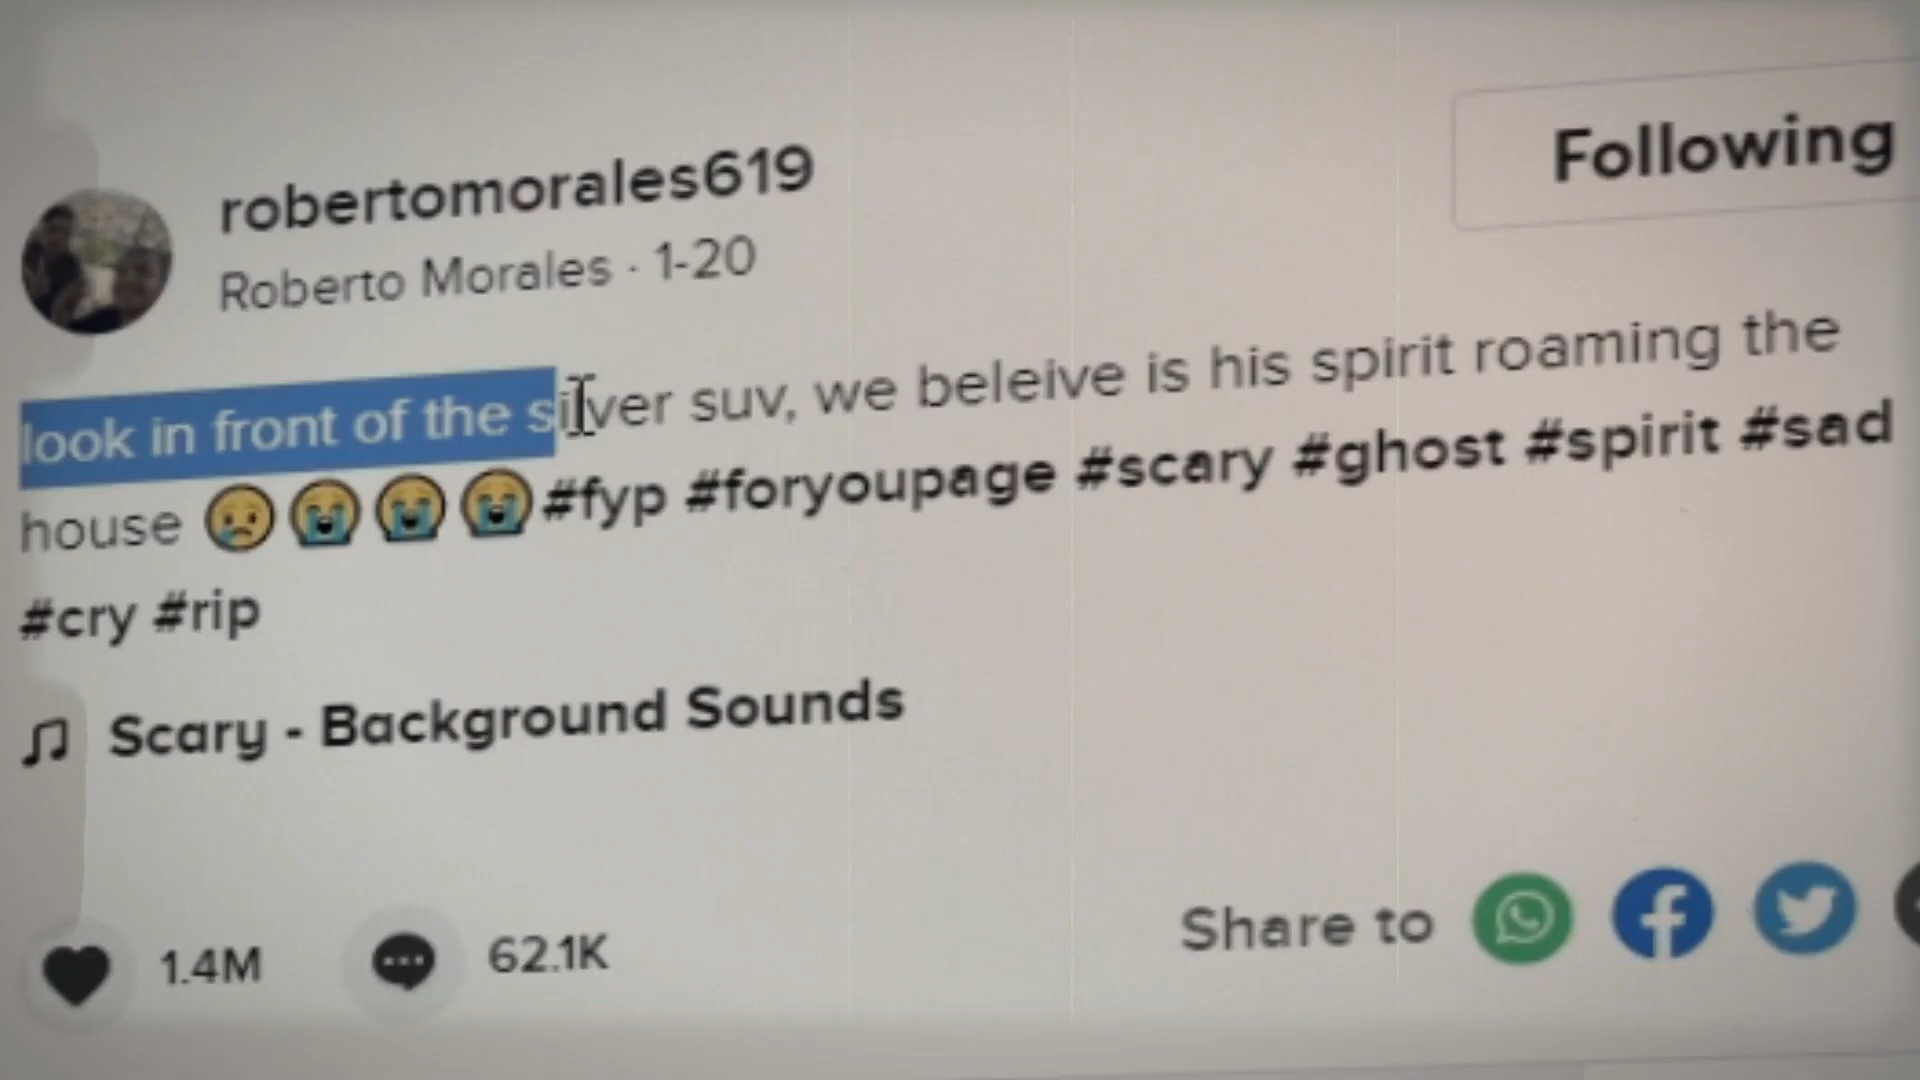 robertomorales619
Following
Roberto Morales · 1-20
look in front of the silver suv, we beleive is his spirit roaming the
house 😢😭😭😭#fyp #foryoupage #scary #ghost #spirit #sad
#cry #rip
Scary - Background Sounds
1.4M
62.1K
Share to